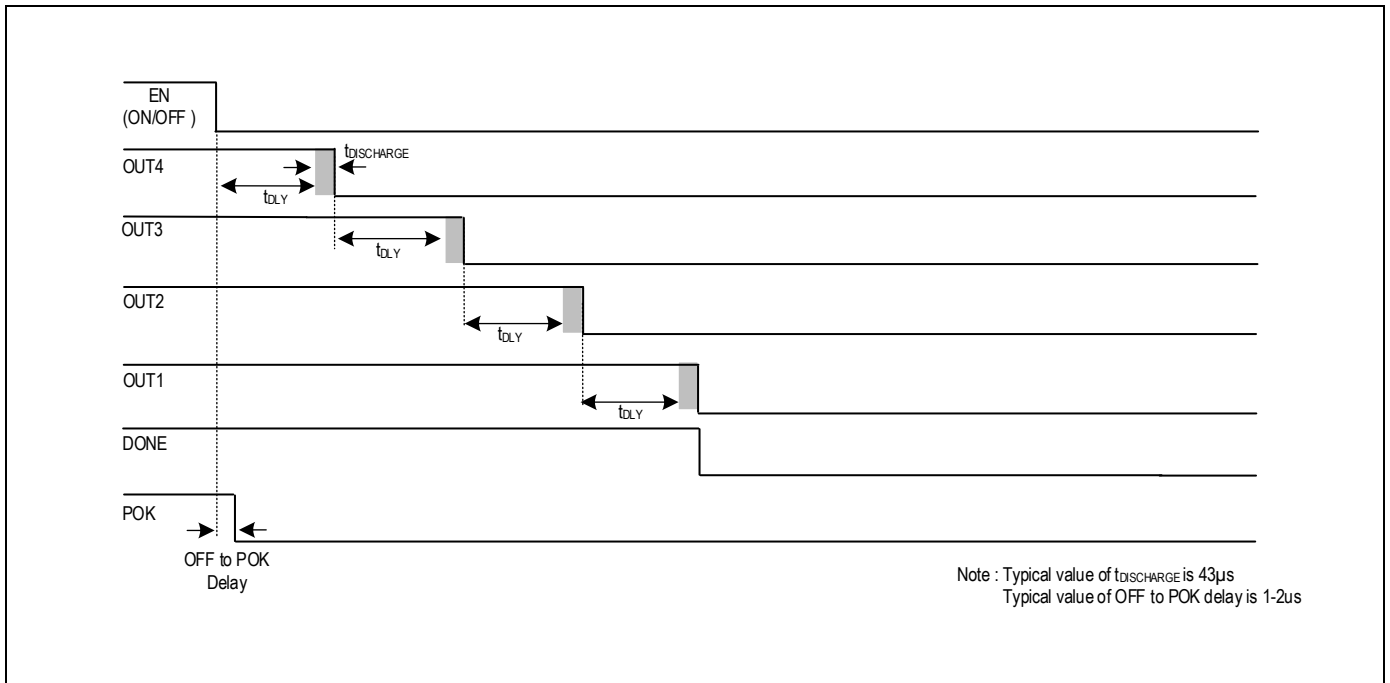 EN
(ON/OFF )
OUT4
tDISCHARGE
tDLY
OUT3
tDLY
OUT2
tDLY
OUT1
tDLY
DONE
POK
OFF to POK
Delay
Note : Typical value of tDISCHARGE is 43µs
Typical value of OFF to POK delay is 1-2us